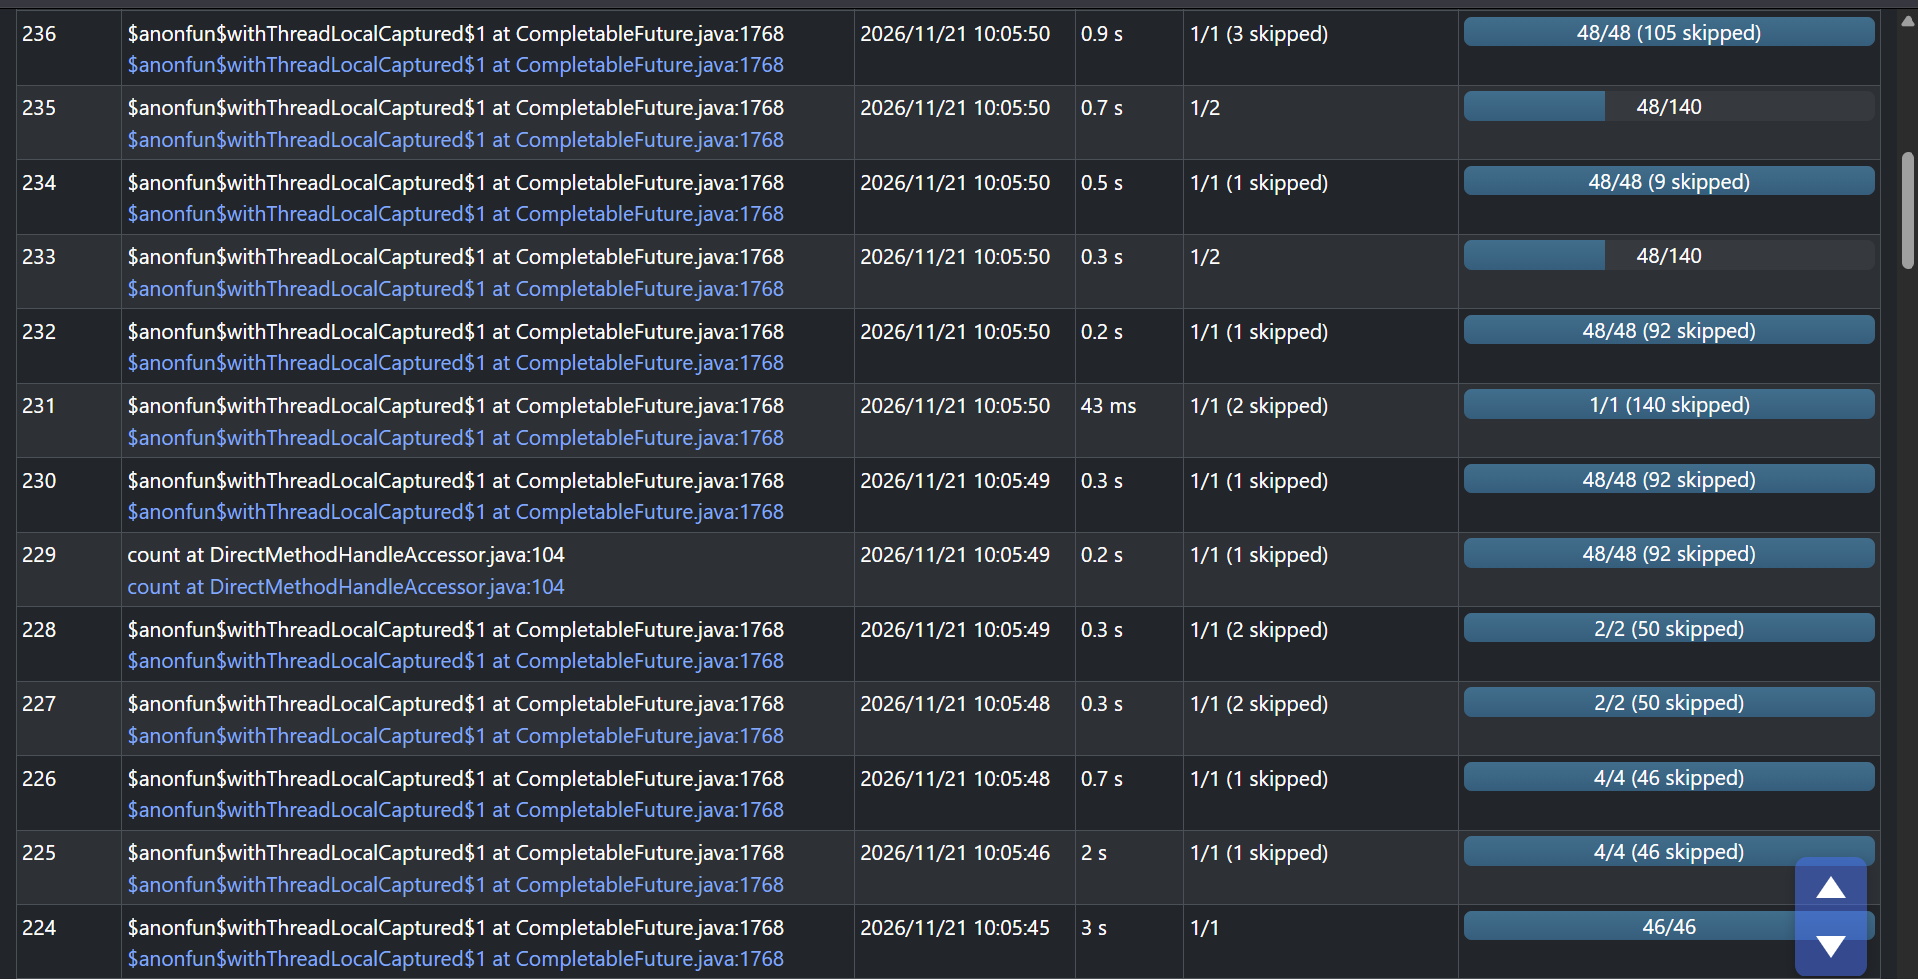 236 $anonfun$withThreadLocalCaptured$1 at CompletableFuture.java:1768 2026/11/21 10:05:50 0.9 s 1/1 (3 skipped) 48/48 (105 skipped)
$anonfun$withThreadLocalCaptured$1 at CompletableFuture.java:1768
235 $anonfun$withThreadLocalCaptured$1 at CompletableFuture.java:1768 2026/11/21 10:05:50 0.7 s 1/2 48/140
$anonfun$withThreadLocalCaptured$1 at CompletableFuture.java:1768
234 $anonfun$withThreadLocalCaptured$1 at CompletableFuture.java:1768 2026/11/21 10:05:50 0.5 s 1/1 (1 skipped) 48/48 (9 skipped)
$anonfun$withThreadLocalCaptured$1 at CompletableFuture.java:1768
233 $anonfun$withThreadLocalCaptured$1 at CompletableFuture.java:1768 2026/11/21 10:05:50 0.3 s 1/2 48/140
$anonfun$withThreadLocalCaptured$1 at CompletableFuture.java:1768
232 $anonfun$withThreadLocalCaptured$1 at CompletableFuture.java:1768 2026/11/21 10:05:50 0.2 s 1/1 (1 skipped) 48/48 (92 skipped)
$anonfun$withThreadLocalCaptured$1 at CompletableFuture.java:1768
231 $anonfun$withThreadLocalCaptured$1 at CompletableFuture.java:1768 2026/11/21 10:05:50 43 ms 1/1 (2 skipped) 1/1 (140 skipped)
$anonfun$withThreadLocalCaptured$1 at CompletableFuture.java:1768
230 $anonfun$withThreadLocalCaptured$1 at CompletableFuture.java:1768 2026/11/21 10:05:49 0.3 s 1/1 (1 skipped) 48/48 (92 skipped)
$anonfun$withThreadLocalCaptured$1 at CompletableFuture.java:1768
229 count at DirectMethodHandleAccessor.java:104 2026/11/21 10:05:49 0.2 s 1/1 (1 skipped) 48/48 (92 skipped)
count at DirectMethodHandleAccessor.java:104
228 $anonfun$withThreadLocalCaptured$1 at CompletableFuture.java:1768 2026/11/21 10:05:49 0.3 s 1/1 (2 skipped) 2/2 (50 skipped)
$anonfun$withThreadLocalCaptured$1 at CompletableFuture.java:1768
227 $anonfun$withThreadLocalCaptured$1 at CompletableFuture.java:1768 2026/11/21 10:05:48 0.3 s 1/1 (2 skipped) 2/2 (50 skipped)
$anonfun$withThreadLocalCaptured$1 at CompletableFuture.java:1768
226 $anonfun$withThreadLocalCaptured$1 at CompletableFuture.java:1768 2026/11/21 10:05:48 0.7 s 1/1 (1 skipped) 4/4 (46 skipped)
$anonfun$withThreadLocalCaptured$1 at CompletableFuture.java:1768
225 $anonfun$withThreadLocalCaptured$1 at CompletableFuture.java:1768 2026/11/21 10:05:46 2 s 1/1 (1 skipped) 4/4 (46 skipped)
$anonfun$withThreadLocalCaptured$1 at CompletableFuture.java:1768
224 $anonfun$withThreadLocalCaptured$1 at CompletableFuture.java:1768 2026/11/21 10:05:45 3 s 1/1 46/46
$anonfun$withThreadLocalCaptured$1 at CompletableFuture.java:1768